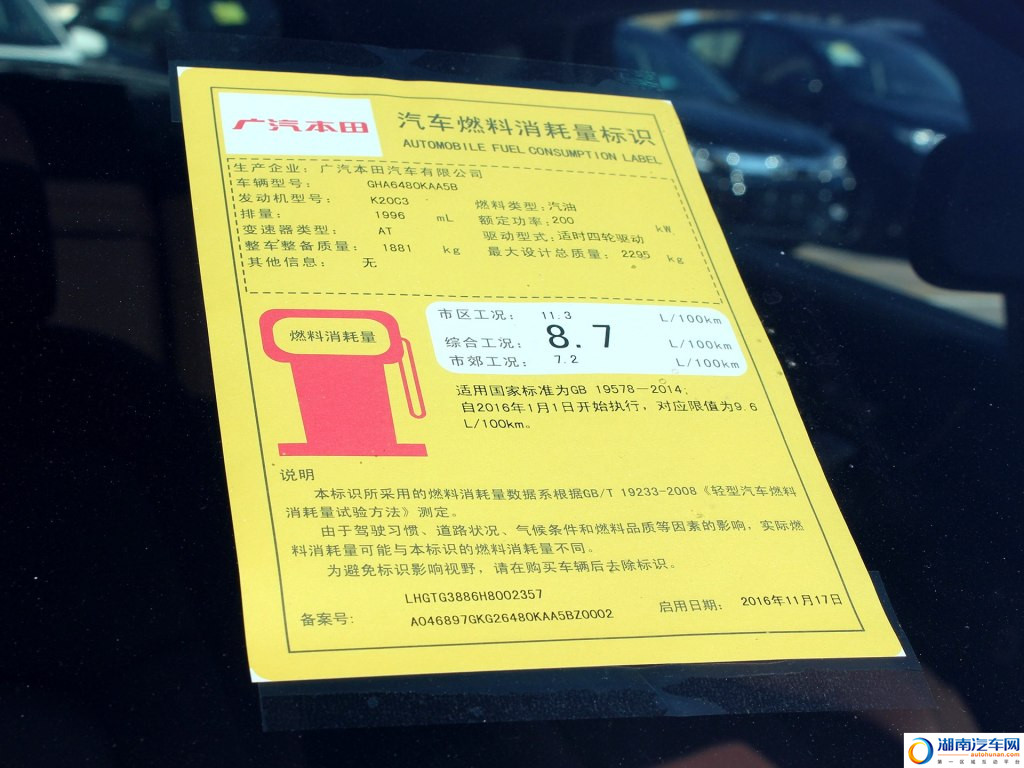 广汽本田
汽车燃料消耗量标识
AUTOMOBILE FUEL CONSUMPTION LABEL
生产企业: 广汽本田汽车有限公司
车辆型号: GHA6480KAA5B
发动机型号: K20C3 燃料类型: 汽油
排量: 1996 mL 额定功率: 200 kW
变速器类型: AT 驱动型式: 适时四轮驱动
整车整备质量: 1881 kg 最大设计总质量: 2295 kg
其他信息: 无
燃料消耗量
市区工况: 11.3 L/100km
综合工况: 8.7 L/100km
市郊工况: 7.2 L/100km
适用国家标准为GB 19578—2014,
自2016年1月1日开始执行，对应限值为9.6
L/100km。
说明
本标识所采用的燃料消耗量数据系根据GB/T 19233-2008《轻型汽车燃料
消耗量试验方法》测定。
由于驾驶习惯、道路状况、气候条件和燃料品质等因素的影响，实际燃
料消耗量可能与本标识的燃料消耗量不同。
为避免标识影响视野，请在购买车辆后去除标识。
LHGTG3886H8002357
备案号: A046897GKG26480KAA5BZ0002 启用日期: 2016年11月17日
湖南汽车网
autohunan.com
第一区域互动平台